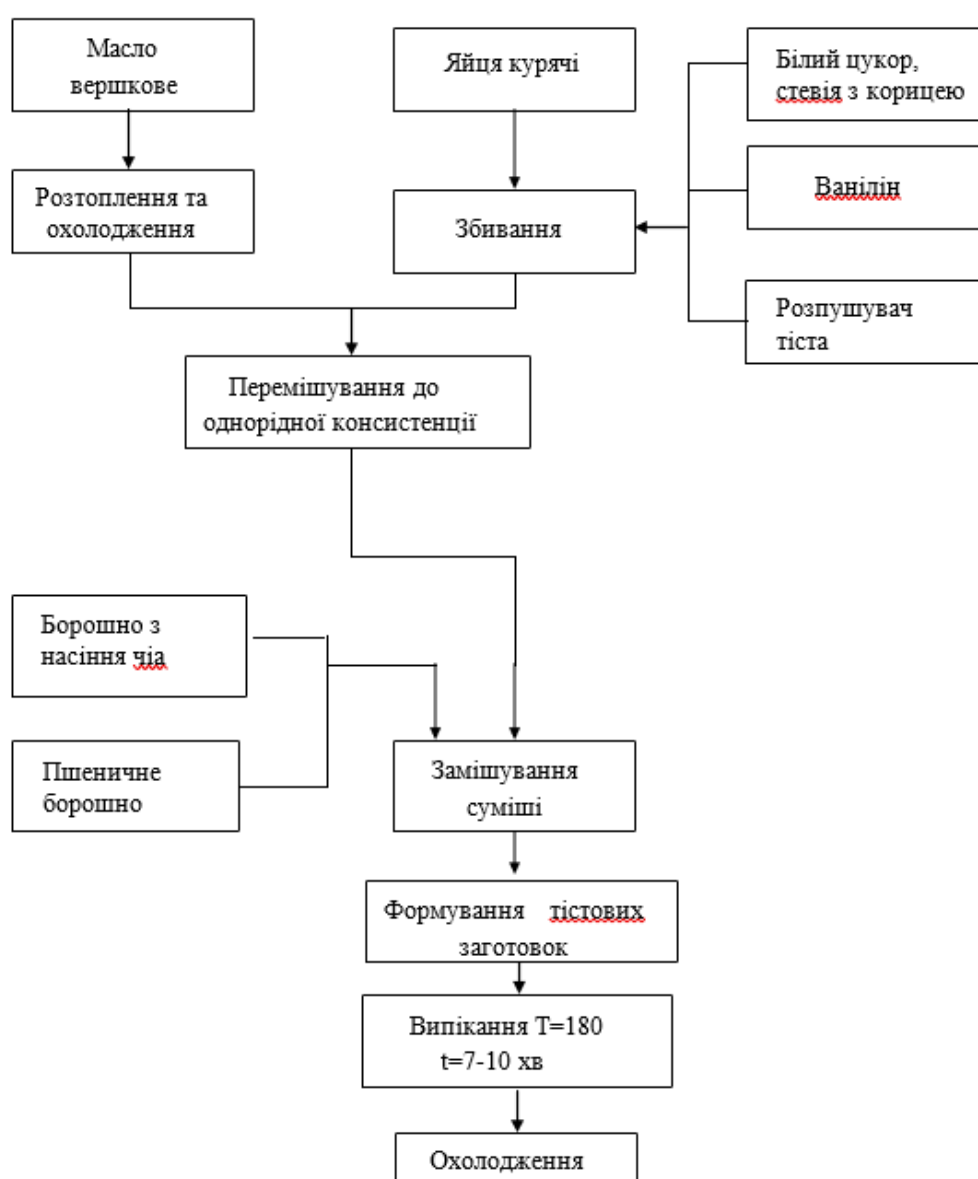 Масло
вершкове
Яйця курячі
Білий цукор,
стевія з корицею
Ванілін
Розтоплення та
охолодження
Збивання
Розпушувач
тіста
Перемішування до
однорідної консистенції
Борошно з
насіння чіа
Пшеничне
борошно
Замішування
суміші
Формування тістових
заготовок
Випікання Т=180
t=7-10 хв
Охолодження